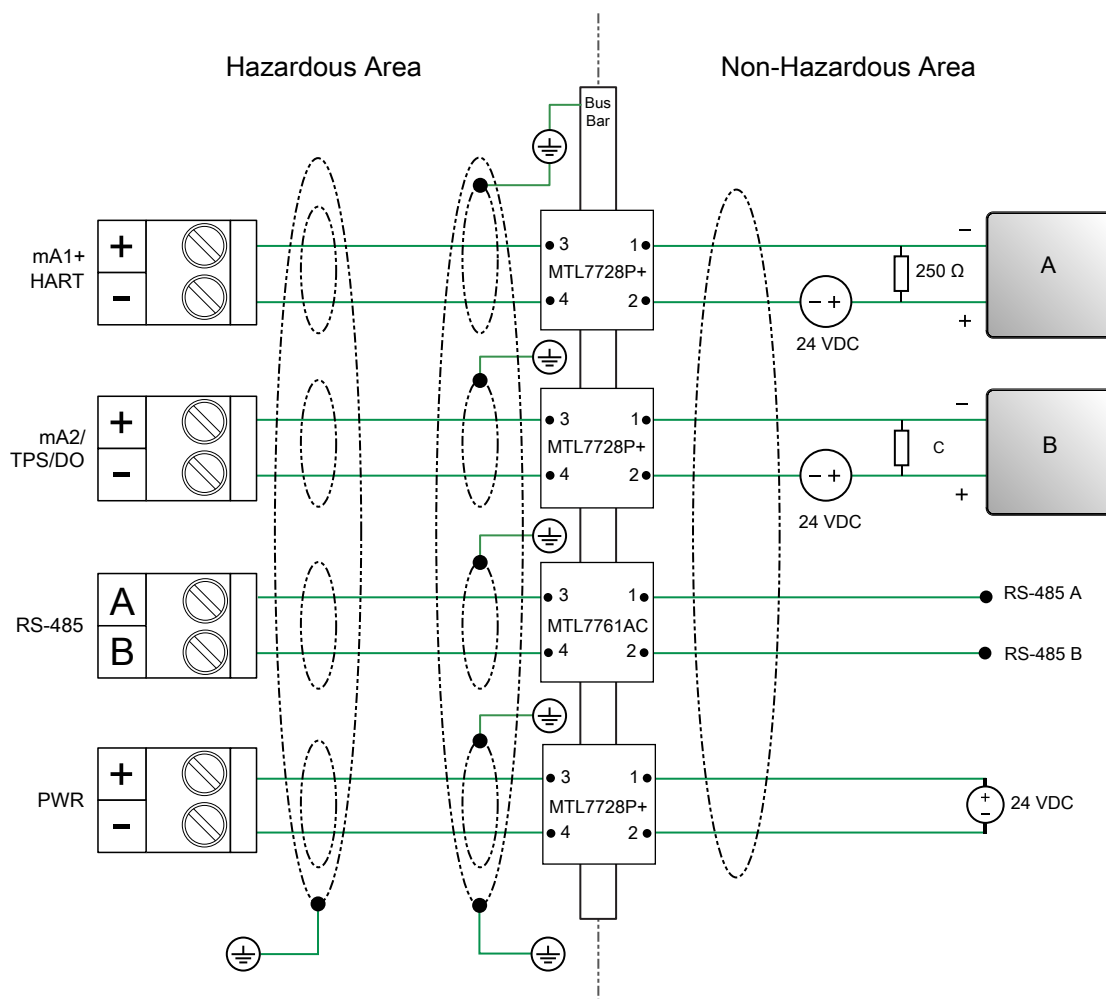 Hazardous Area
Non-Hazardous Area
Bus
Bar
mA1+
HART
+
-
3
4
MTL7728P+
1
2
- +
24 VDC
250 Ω
-
+
A
mA2/
TPS/DO
+
-
3
4
MTL7728P+
1
2
- +
24 VDC
C
-
+
B
RS-485
A
B
3
4
MTL7761AC
1
2
RS-485 A
RS-485 B
PWR
+
-
3
4
MTL7728P+
1
2
+
-
24 VDC